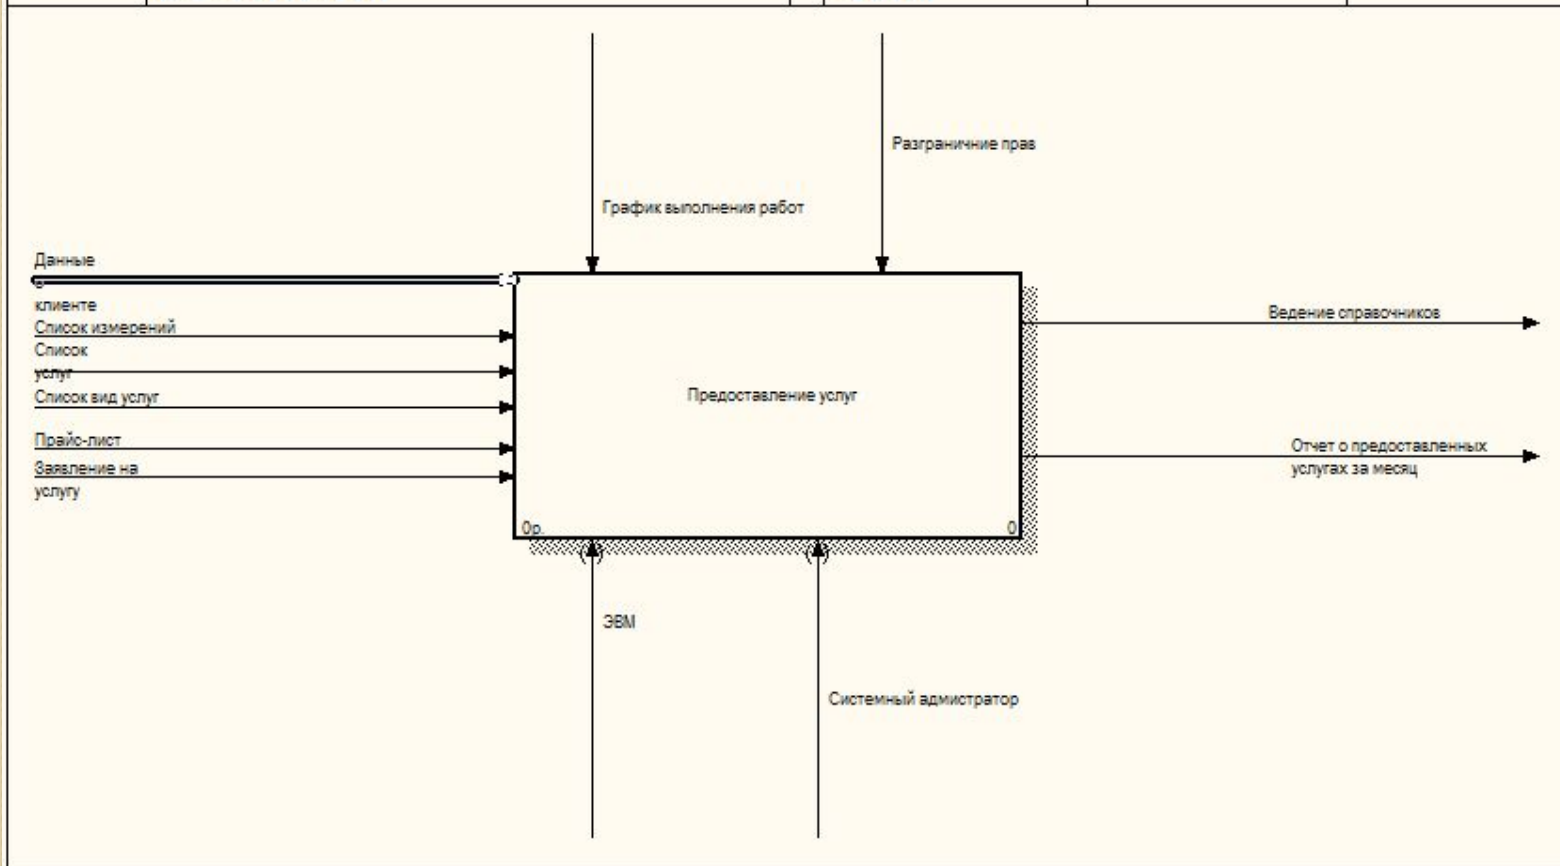 Разграничние прав
График выполнения работ
Данные
о
клиенте
Список измерений
Список
услуг
Список вид услуг
Прайс-лист
Заявление на
услугу
Предоставление услуг
0р.
0
Ведение справочников
Отчет о предоставленных
услугах за месяц
ЭВМ
Системный адмистратор